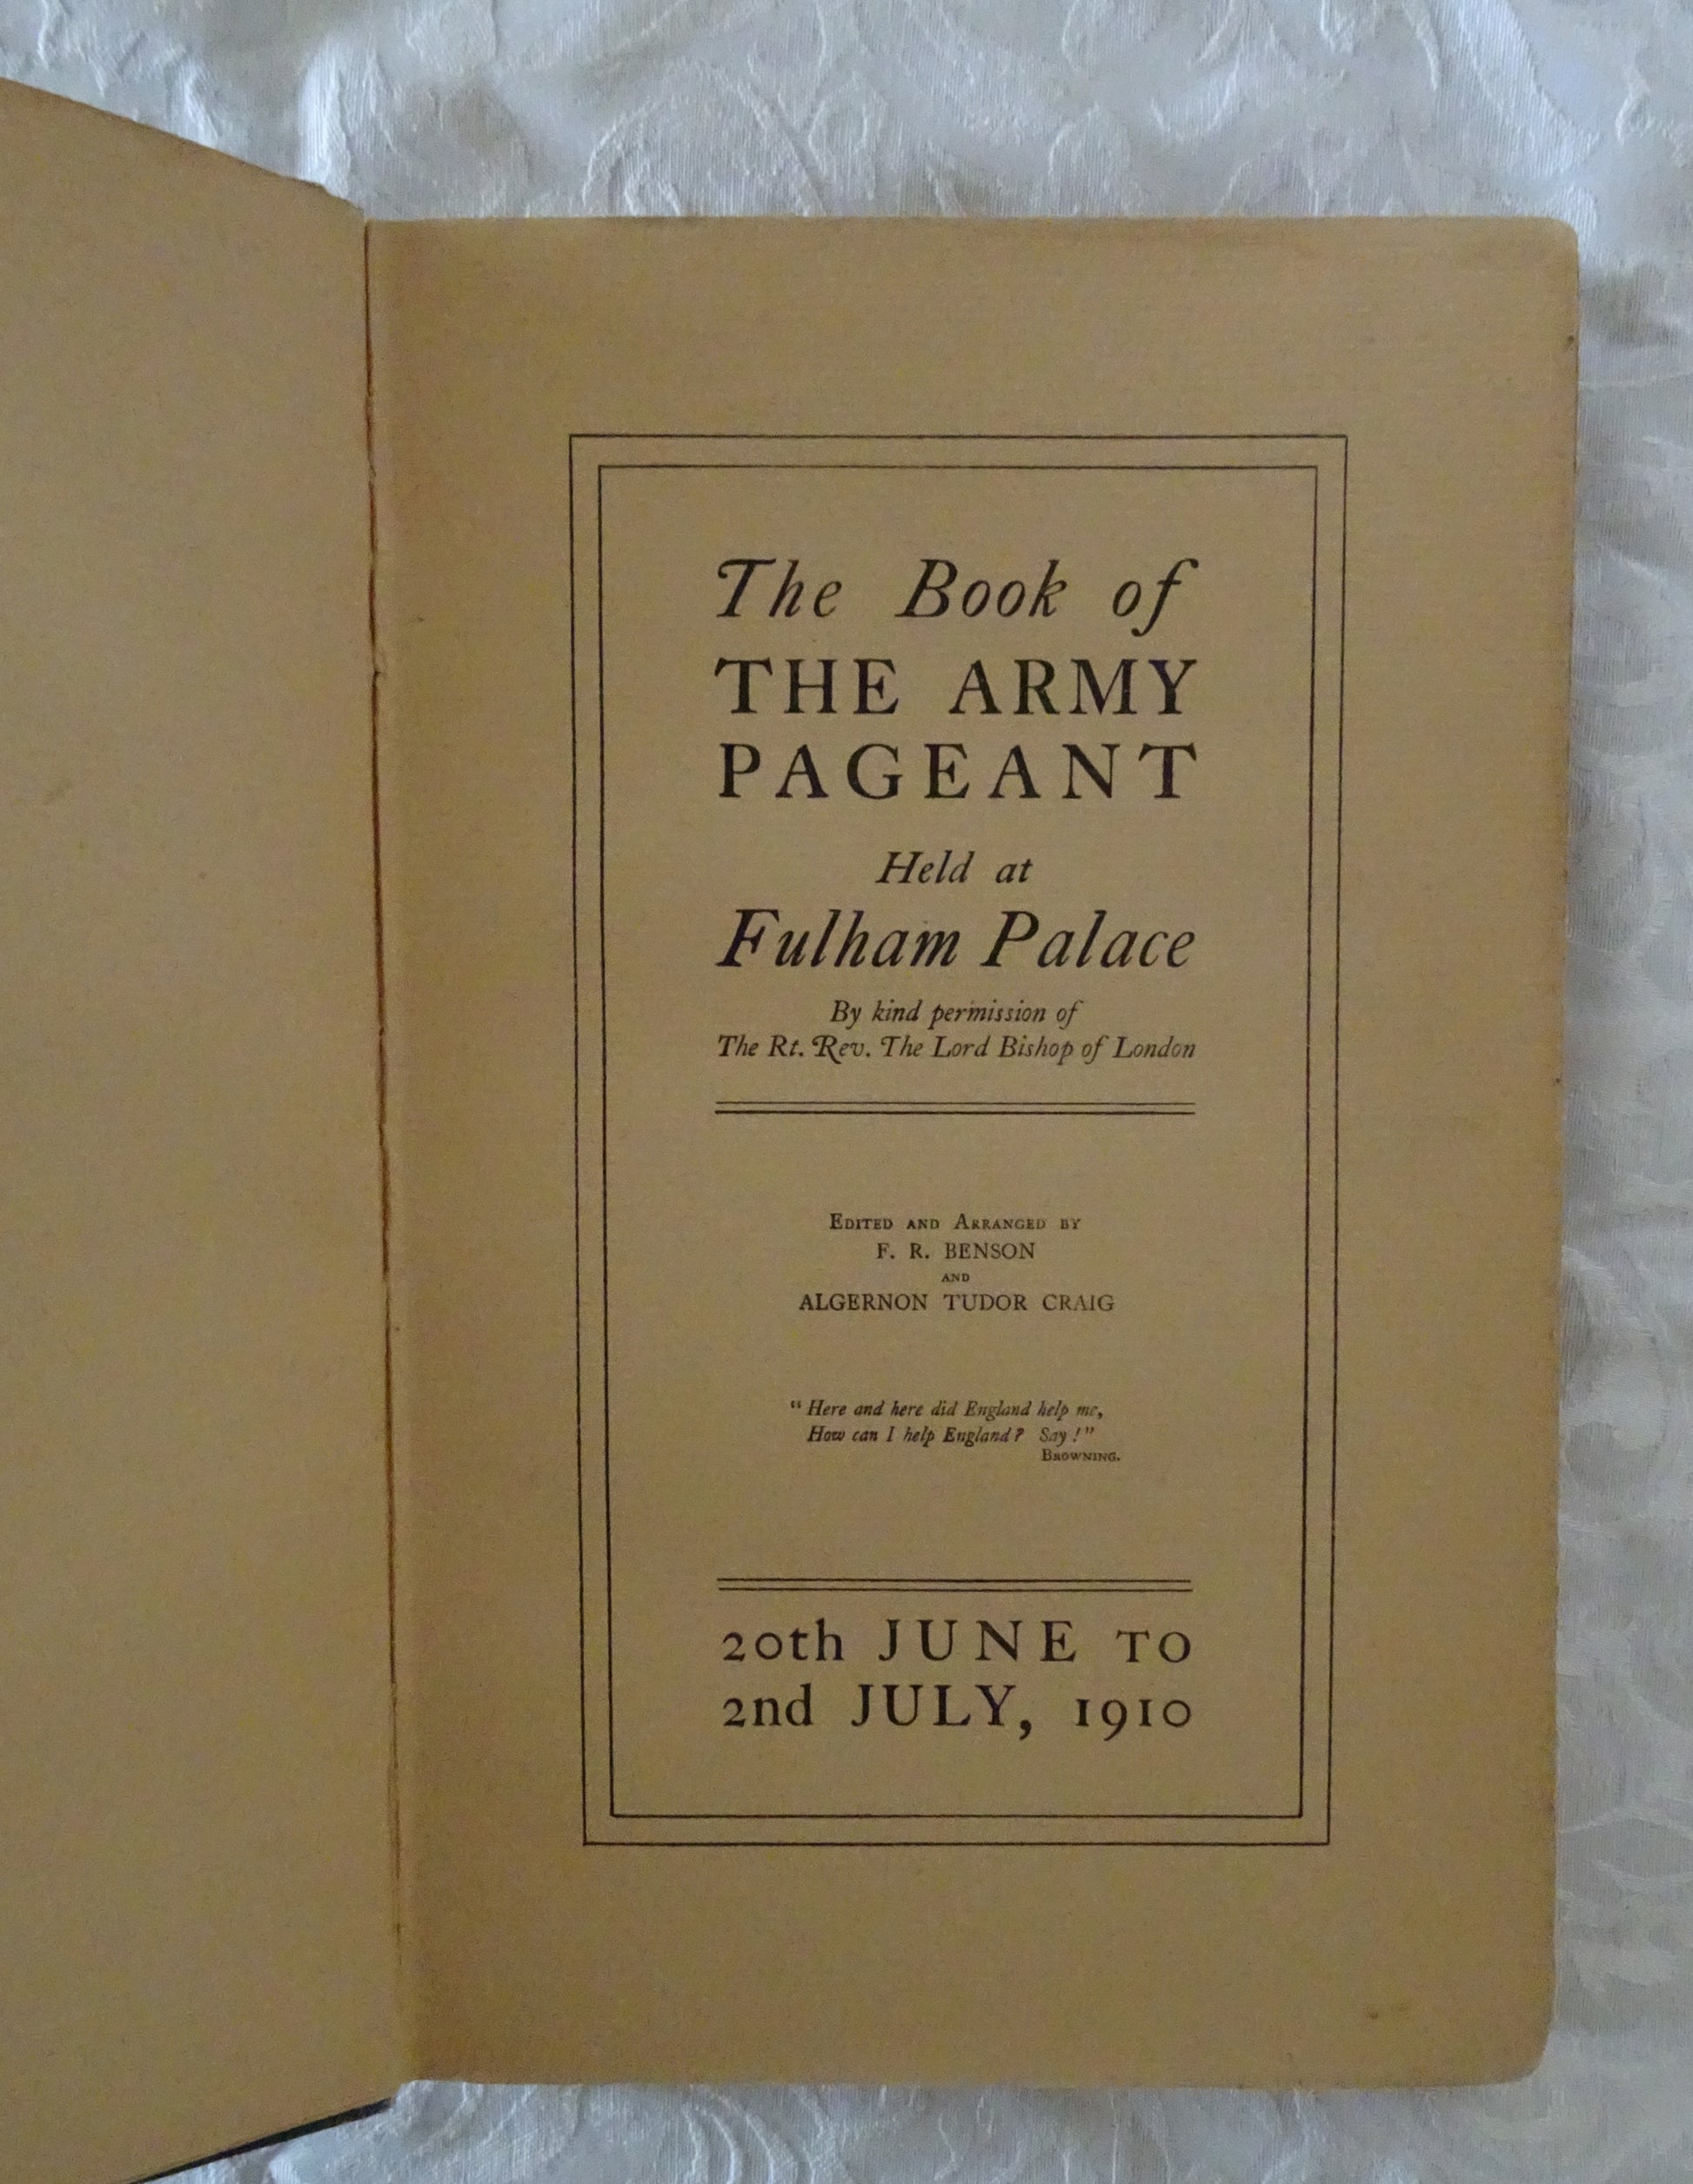 The Book of
THE ARMY
PAGEANT
Held at
Fulham Palace
By kind permission of
The Rt. Rev. The Lord Bishop of London
EDITED AND ARRANGED BY
F. R. BENSON
AND
ALGERNON TUDOR CRAIG
“Here and here did England help me,
How can I help England? Say!”
BROWNING.
20th JUNE TO
2nd JULY, 1910